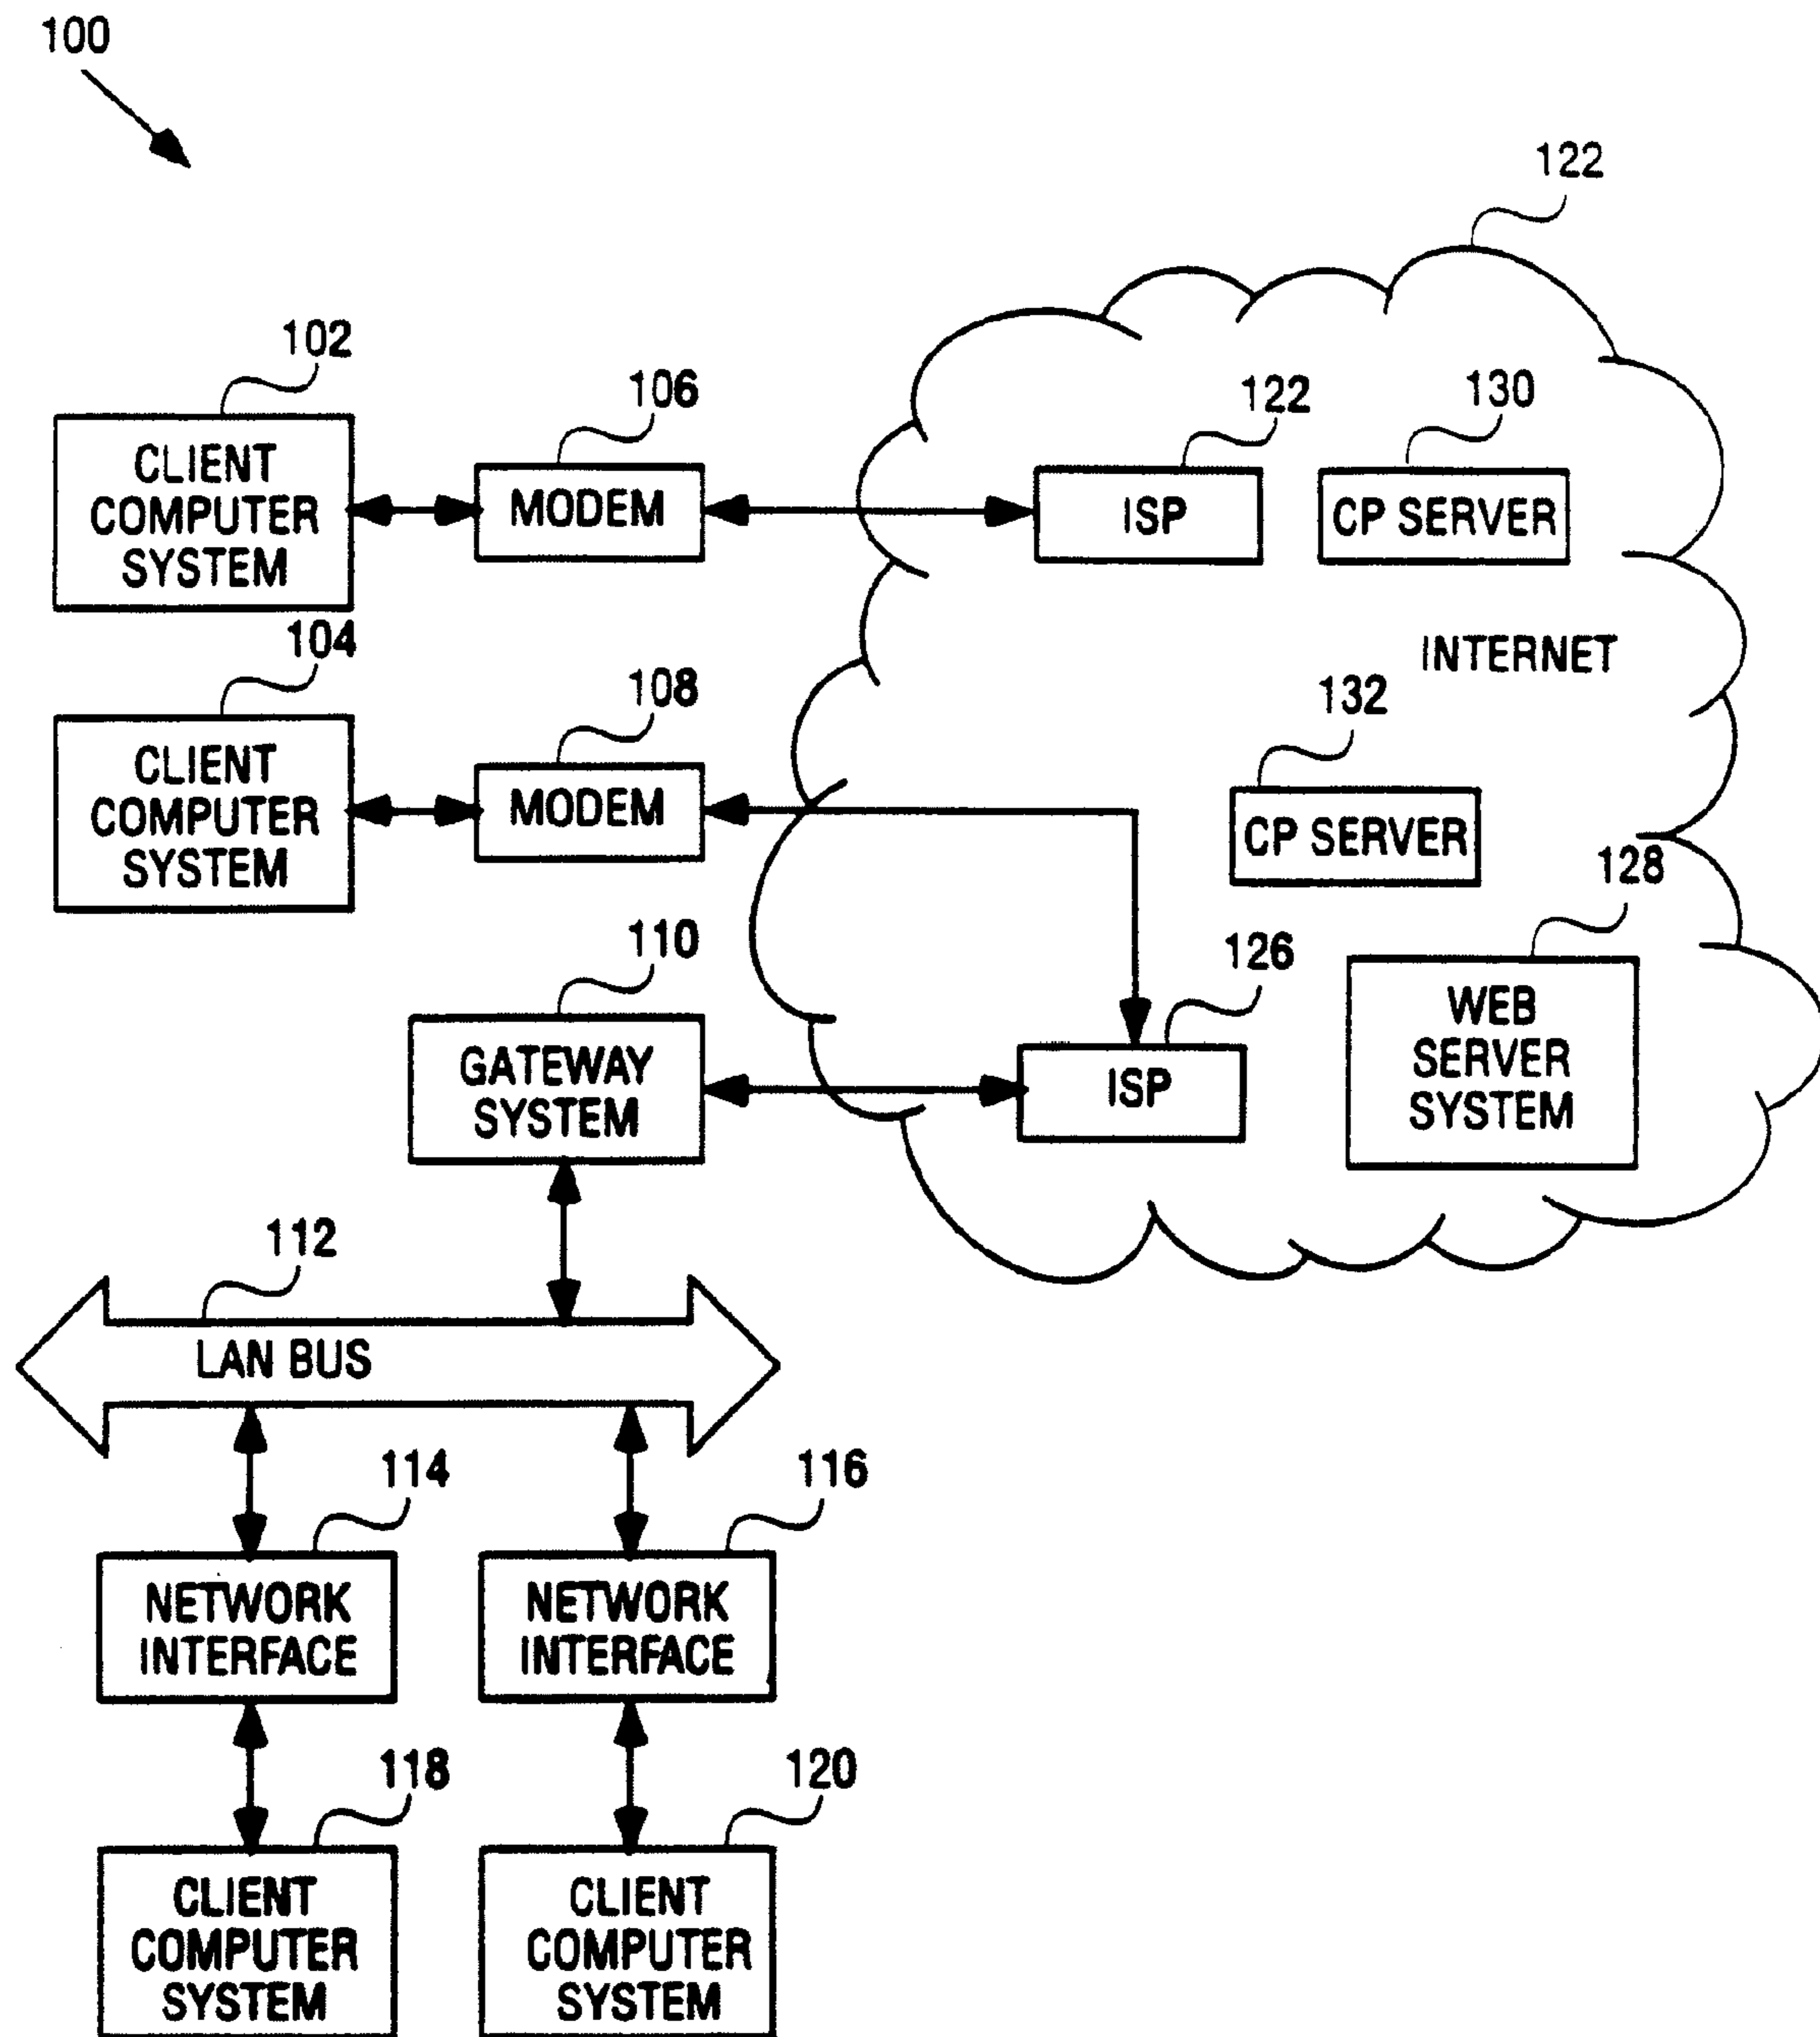 100
122
102
106
122
130
CLIENT
COMPUTER
SYSTEM
MODEM
ISP
CP SERVER
104
108
INTERNET
132
CLIENT
COMPUTER
SYSTEM
MODEM
CP SERVER
128
110
126
GATEWAY
SYSTEM
ISP
WEB
SERVER
SYSTEM
112
LAN BUS
114
116
NETWORK
INTERFACE
NETWORK
INTERFACE
118
120
CLIENT
COMPUTER
SYSTEM
CLIENT
COMPUTER
SYSTEM